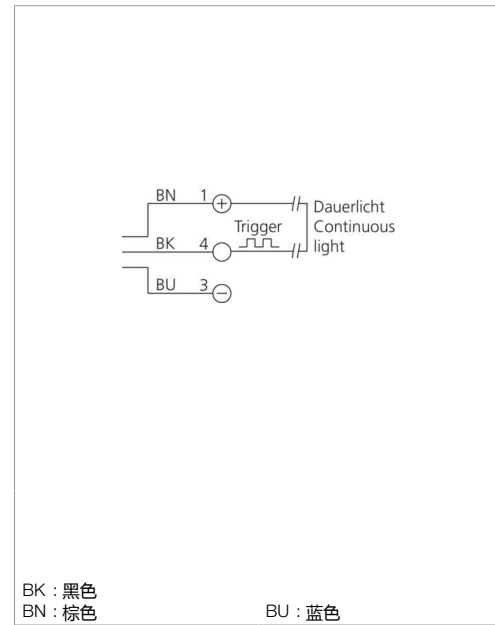 BN 1 +
Dauerlicht
Trigger Continuous
BK 4 light
BU 3 −
BK：黑色
BN：棕色 BU：蓝色